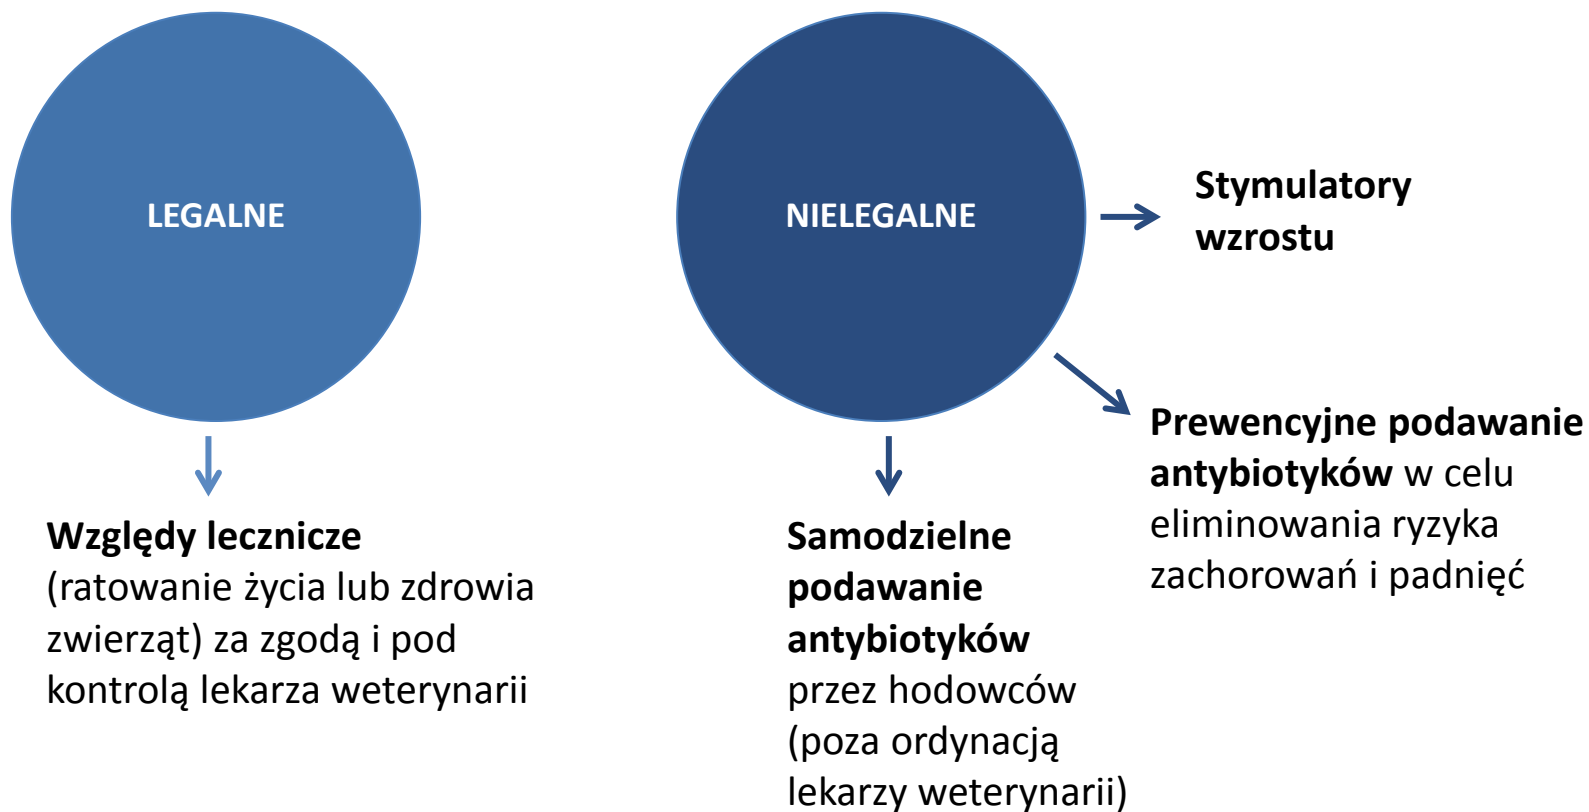 LEGALNE
Względy lecznicze
(ratowanie życia lub zdrowia
zwierząt) za zgodą i pod
kontrolą lekarza weterynarii
NIELEGALNE
Stymulatory
wzrostu
Prewencyjne podawanie
antybiotyków w celu
eliminowania ryzyka
zachorowań i padnięć
Samodzielne
podawanie
antybiotyków
przez hodowców
(poza ordynacją
lekarzy weterynarii)